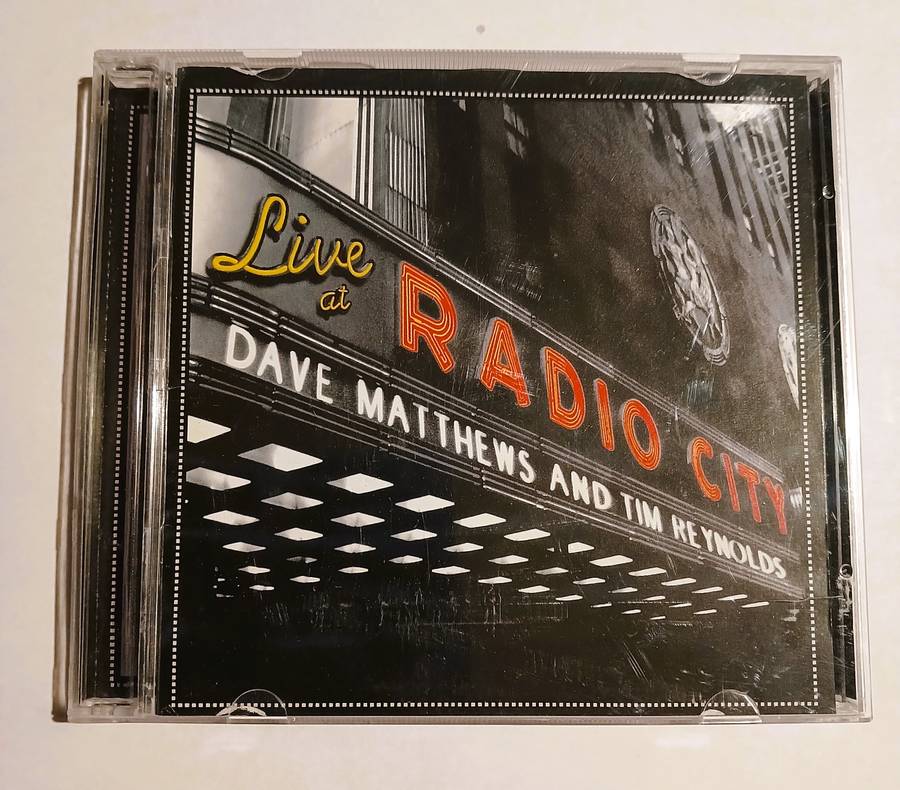 Live
at
RADIO CITY
DAVE MATTHEWS AND TIM REYNOLDS